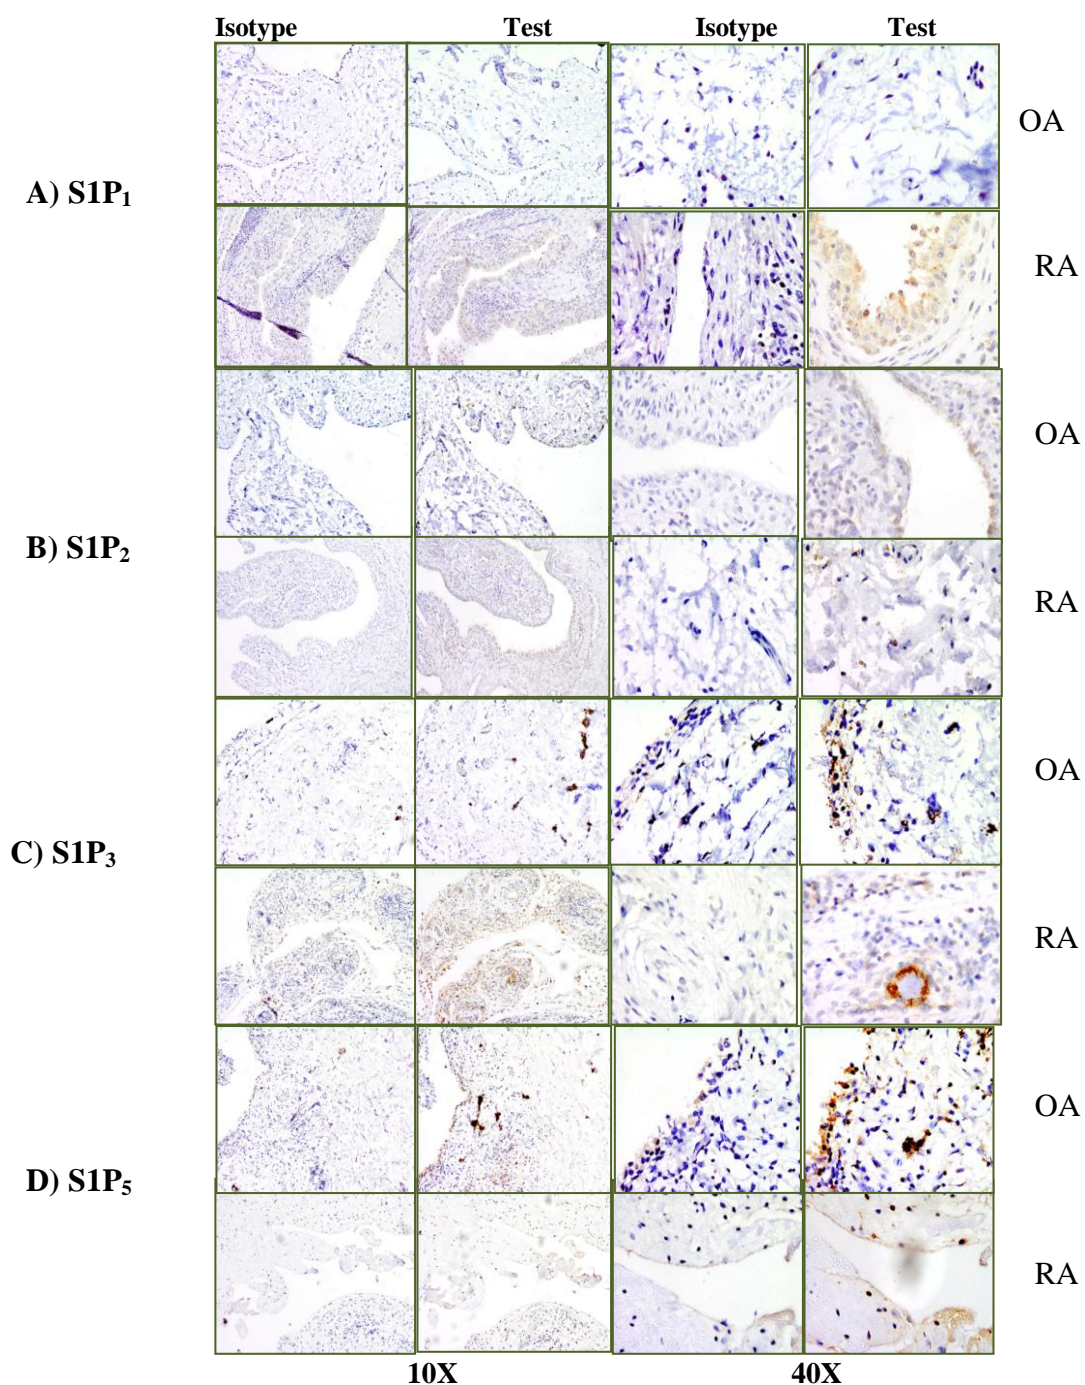 Isotype Test Isotype Test
OA
A) S1P₁
RA
OA
B) S1P₂
RA
OA
C) S1P₃
RA
OA
D) S1P₅
RA
10X 40X